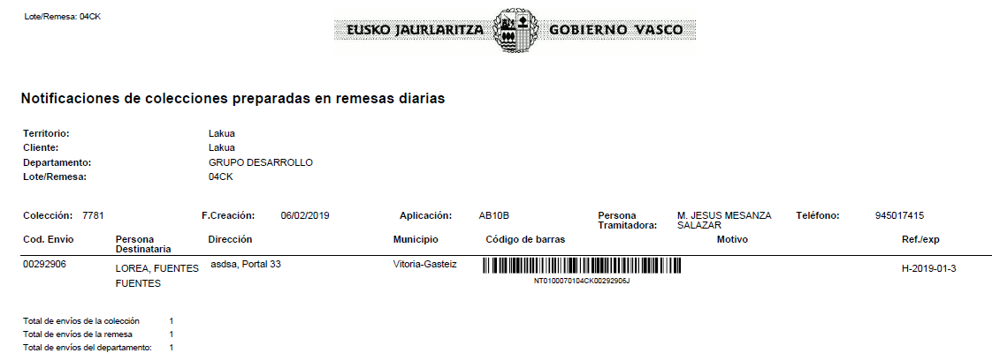 Lote/Remesa: 04CK
EUSKO JAURLARITZA GOBIERNO VASCO
Notificaciones de colecciones preparadas en remesas diarias
Territorio: Lakua
Cliente: Lakua
Departamento: GRUPO DESARROLLO
Lote/Remesa: 04CK
Colección: 7781 F.Creación: 06/02/2019 Aplicación: AB10B Persona Tramitadora: M. JESUS MESANZA SALAZAR Teléfono: 945017415
Cod. Envío Persona Destinataria Dirección Municipio Código de barras Motivo Ref./exp
00292906 LOREA, FUENTES FUENTES asdsa, Portal 33 Vitoria-Gasteiz H-2019-01-3
NT0100070104CK00292906J
Total de envíos de la colección 1
Total de envíos de la remesa 1
Total de envíos del departamento: 1